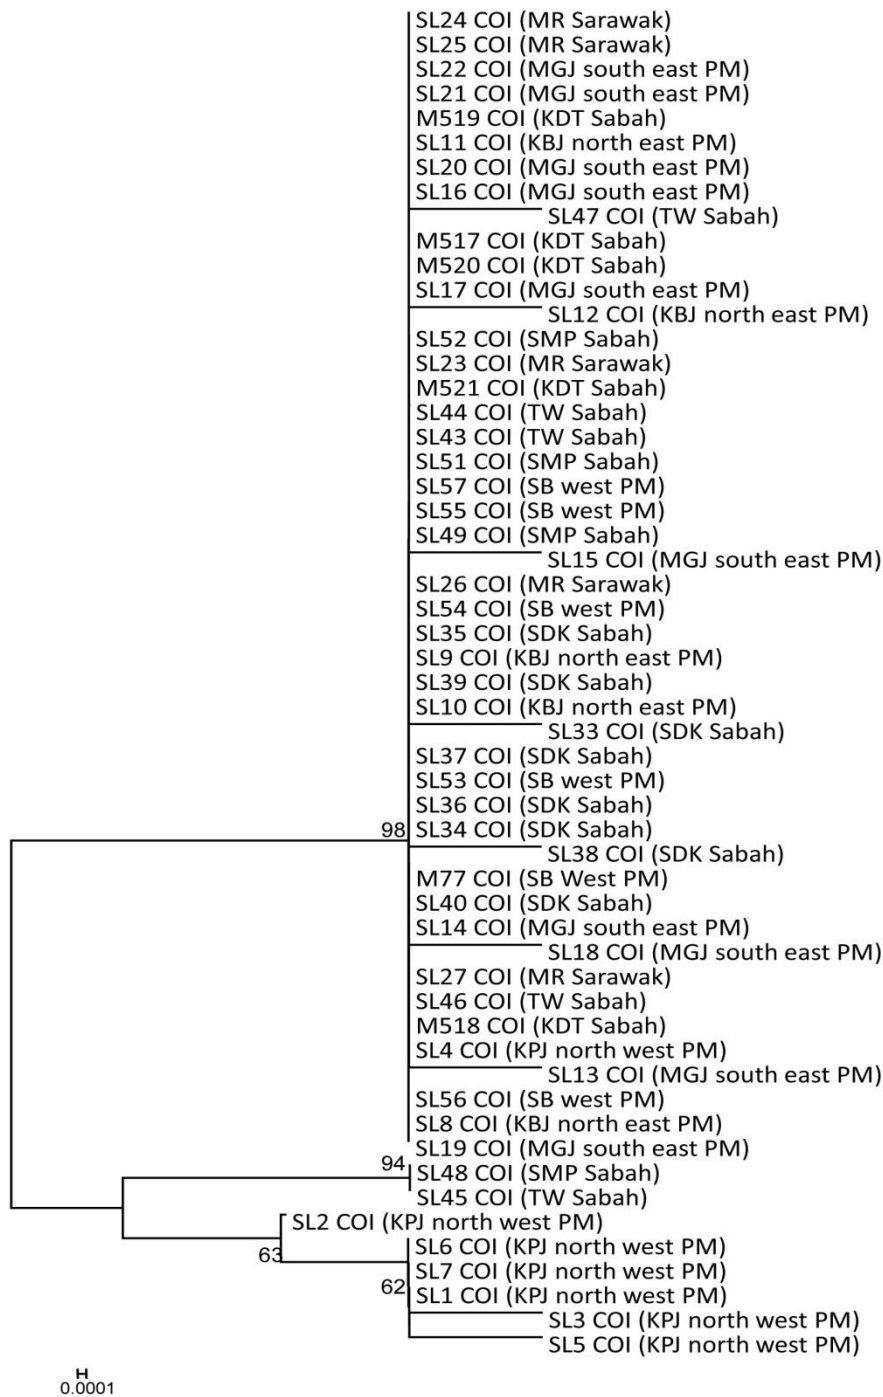 SL24 COI (MR Sarawak)
SL25 COI (MR Sarawak)
SL22 COI (MGJ south east PM)
SL21 COI (MGJ south east PM)
M519 COI (KDT Sabah)
SL11 COI (KBJ north east PM)
SL20 COI (MGJ south east PM)
SL16 COI (MGJ south east PM)
SL47 COI (TW Sabah)
M517 COI (KDT Sabah)
M520 COI (KDT Sabah)
SL17 COI (MGJ south east PM)
SL12 COI (KBJ north east PM)
SL52 COI (SMP Sabah)
SL23 COI (MR Sarawak)
M521 COI (KDT Sabah)
SL44 COI (TW Sabah)
SL43 COI (TW Sabah)
SL51 COI (SMP Sabah)
SL57 COI (SB west PM)
SL55 COI (SB west PM)
SL49 COI (SMP Sabah)
SL15 COI (MGJ south east PM)
SL26 COI (MR Sarawak)
SL54 COI (SB west PM)
SL35 COI (SDK Sabah)
SL9 COI (KBJ north east PM)
SL39 COI (SDK Sabah)
SL10 COI (KBJ north east PM)
SL33 COI (SDK Sabah)
SL37 COI (SDK Sabah)
SL53 COI (SB west PM)
SL36 COI (SDK Sabah)
98 SL34 COI (SDK Sabah)
SL38 COI (SDK Sabah)
M77 COI (SB West PM)
SL40 COI (SDK Sabah)
SL14 COI (MGJ south east PM)
SL18 COI (MGJ south east PM)
SL27 COI (MR Sarawak)
SL46 COI (TW Sabah)
M518 COI (KDT Sabah)
SL4 COI (KPJ north west PM)
SL13 COI (MGJ south east PM)
SL56 COI (SB west PM)
SL8 COI (KBJ north east PM)
SL19 COI (MGJ south east PM)
94 SL48 COI (SMP Sabah)
SL45 COI (TW Sabah)
SL2 COI (KPJ north west PM)
63 SL6 COI (KPJ north west PM)
SL7 COI (KPJ north west PM)
62 SL1 COI (KPJ north west PM)
SL3 COI (KPJ north west PM)
SL5 COI (KPJ north west PM)
0.0001